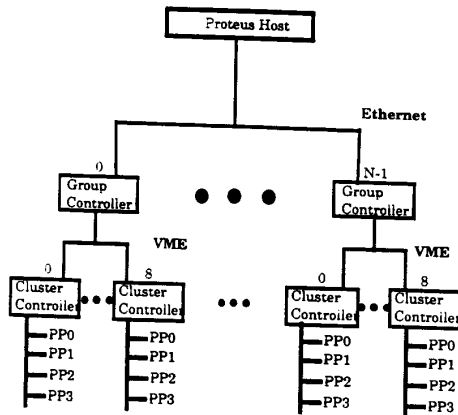 Proteus Host
Ethernet
0
N-1
Group
Controller
Group
Controller
VME
VME
0
8
0
8
Cluster
Controller
Cluster
Controller
Cluster
Controller
Cluster
Controller
PP0
PP1
PP2
PP3
PP0
PP1
PP2
PP3
PP0
PP1
PP2
PP3
PP0
PP1
PP2
PP3